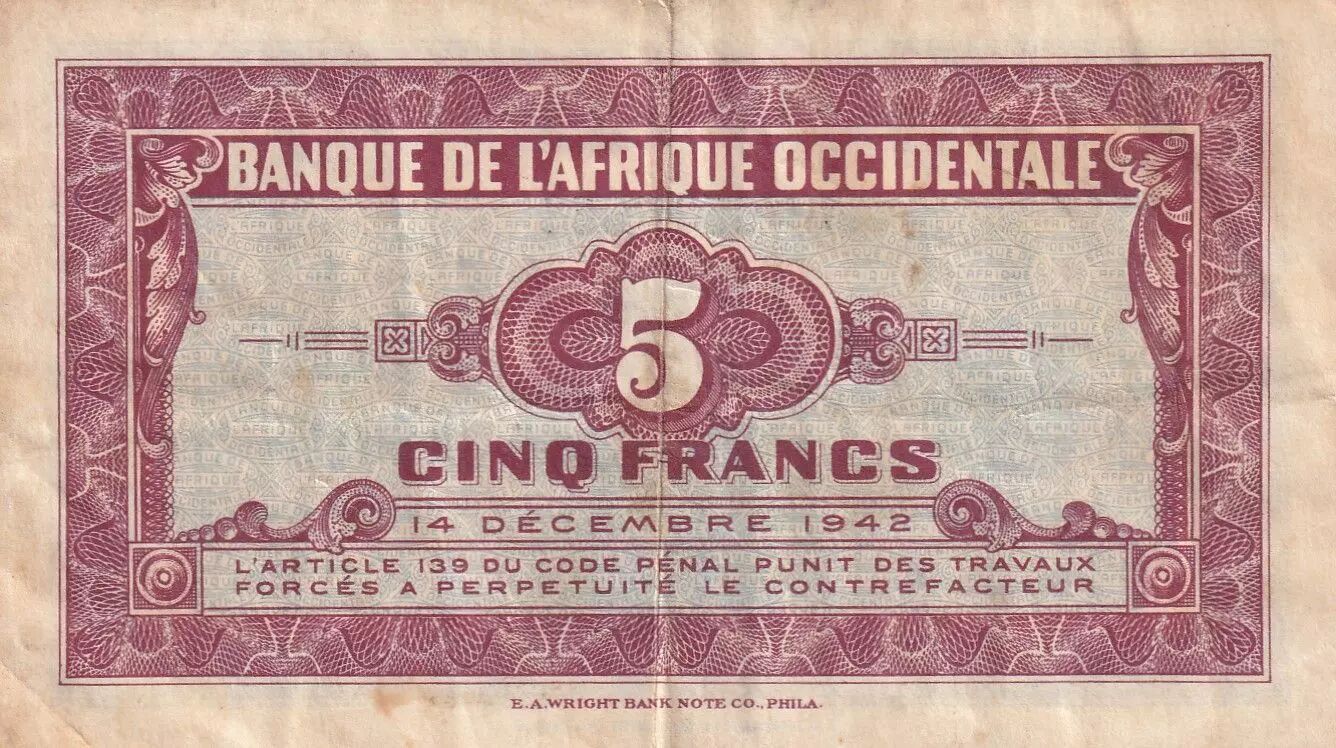 BANQUE DE L'AFRIQUE OCCIDENTALE
5
CINQ FRANCS
14 DÉCEMBRE 1942
L'ARTICLE 139 DU CODE PÉNAL PUNIT DES TRAVAUX
FORCÉS A PERPETUITÉ LE CONTREFACTEUR
E.A.WRIGHT BANK NOTE CO., PHILA.